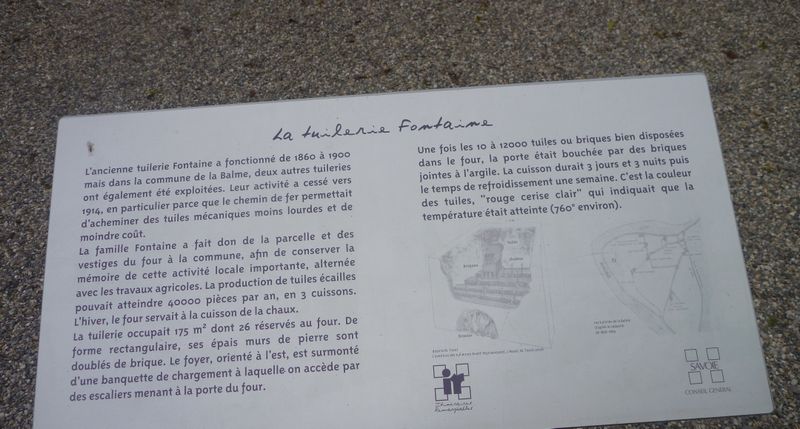 La tuilerie Fontaine
L'ancienne tuilerie Fontaine a fonctionné de 1860 à 1900
mais dans la commune de la Balme, deux autres tuileries
ont également été exploitées. Leur activité a cessé vers
1914, en particulier parce que le chemin de fer permettait
d'acheminer des tuiles mécaniques moins lourdes et de
moindre coût.
La famille Fontaine a fait don de la parcelle et des
vestiges du four à la commune, afin de conserver la
mémoire de cette activité locale importante, alternée
avec les travaux agricoles. La production de tuiles écailles
pouvait atteindre 40000 pièces par an, en 3 cuissons.
L'hiver, le four servait à la cuisson de la chaux.
La tuilerie occupait 175 m² dont 26 réservés au four. De
forme rectangulaire, ses épais murs de pierre sont
doublés de brique. Le foyer, orienté à l'est, est surmonté
d'une banquette de chargement à laquelle on accède par
des escaliers menant à la porte du four.
Une fois les 10 à 12000 tuiles ou briques bien disposées
dans le four, la porte était bouchée par des briques
jointes à l'argile. La cuisson durait 3 jours et 3 nuits puis
le temps de refroidissement une semaine. C'est la couleur
des tuiles, "rouge cerise clair" qui indiquait que la
température était atteinte (760° environ).
Briques
ir
Itinéraires
Remarquables
SAVOIE
CONSEIL GENERAL